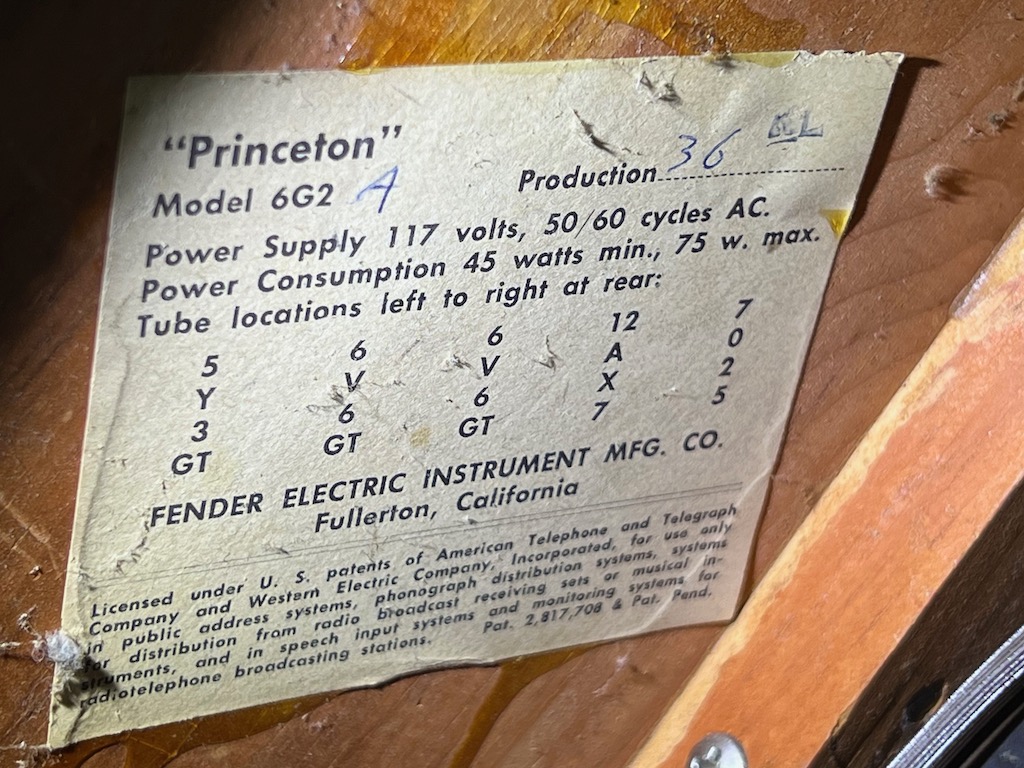 "Princeton"
Model 6G2 A Production 36 KL
Power Supply 117 volts, 50/60 cycles AC.
Power Consumption 45 watts min., 75 w. max.
Tube locations left to right at rear:
5 6 6 12 7
Y V V A 0
3 6 6 X 2
GT GT GT 7 5
FENDER ELECTRIC INSTRUMENT MFG. CO.
Fullerton, California
Licensed under U. S. patents of American Telephone and Telegraph
Company and Western Electric Company, Incorporated, for use only
in public address systems, phonograph distribution systems, systems
for distribution from radio broadcast receiving sets or musical in-
struments, and in speech input systems and monitoring systems for
radiotelephone broadcasting stations. Pat. 2,817,708 & Pat. Pend.